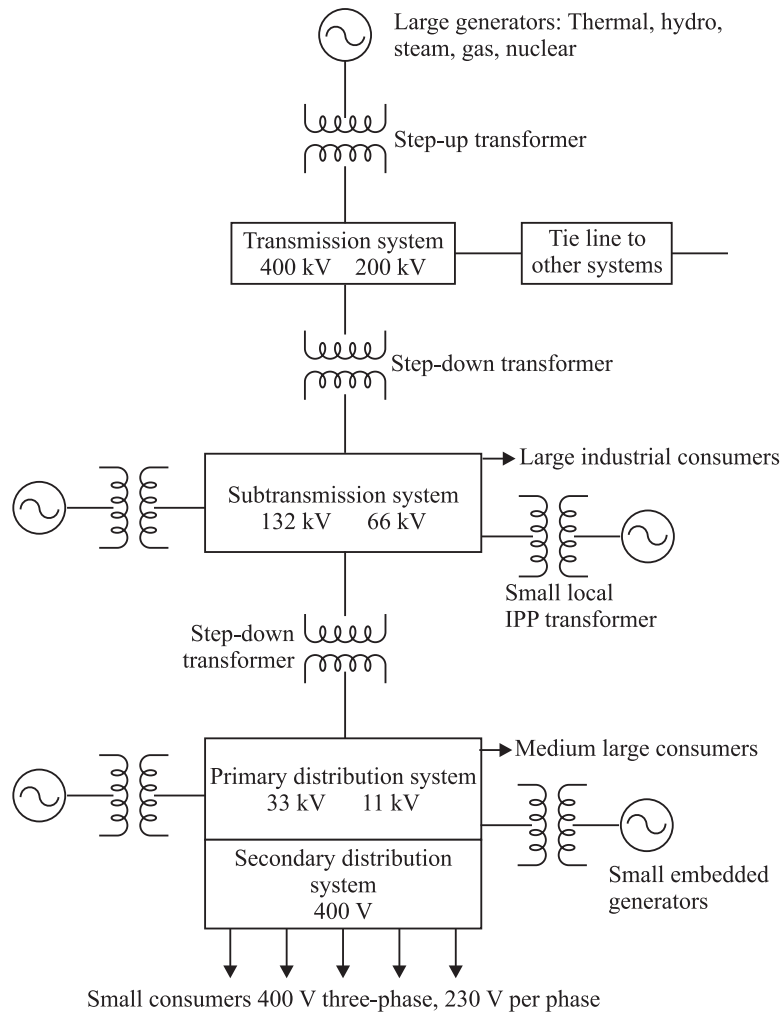 Large generators: Thermal, hydro,
steam, gas, nuclear
Step-up transformer
Transmission system
400 kV 200 kV
Tie line to
other systems
Step-down transformer
Large industrial consumers
Subtransmission system
132 kV 66 kV
Small local
IPP transformer
Step-down
transformer
Medium large consumers
Primary distribution system
33 kV 11 kV
Secondary distribution
system
400 V
Small embedded
generators
Small consumers 400 V three-phase, 230 V per phase